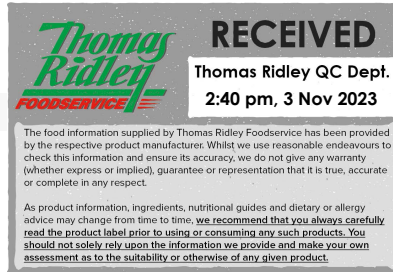 Thomas
Ridley
FOODSERVICE
RECEIVED
Thomas Ridley QC Dept.
2:40 pm, 3 Nov 2023
The food information supplied by Thomas Ridley Foodservice has been provided
by the respective product manufacturer. Whilst we use reasonable endeavours to
check this information and ensure its accuracy, we do not give any warranty
(whether express or implied), guarantee or representation that it is true, accurate
or complete in any respect.
As product information, ingredients, nutritional guides and dietary or allergy
advice may change from time to time, we recommend that you always carefully
read the product label prior to using or consuming any such products. You
should not solely rely upon the information we provide and make your own
assessment as to the suitability or otherwise of any given product.